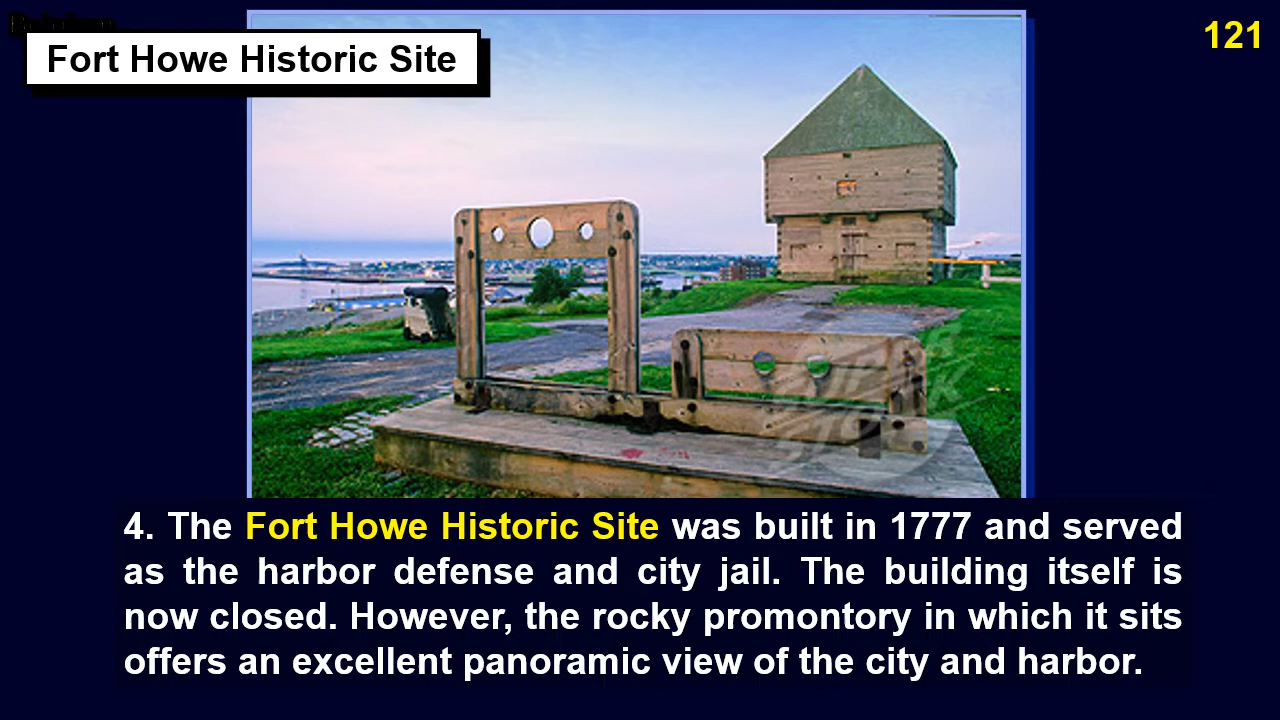 Fort Howe Historic Site
121
4. The Fort Howe Historic Site was built in 1777 and served
as the harbor defense and city jail. The building itself is
now closed. However, the rocky promontory in which it sits
offers an excellent panoramic view of the city and harbor.